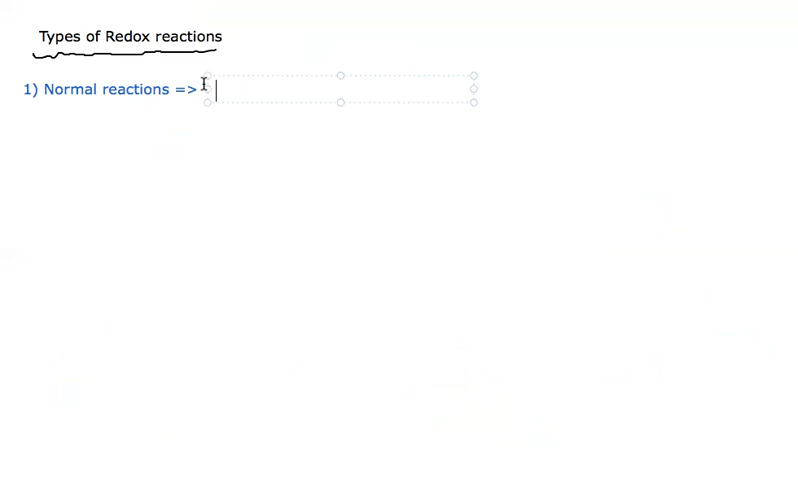 Types of Redox reactions
1) Normal reactions =>